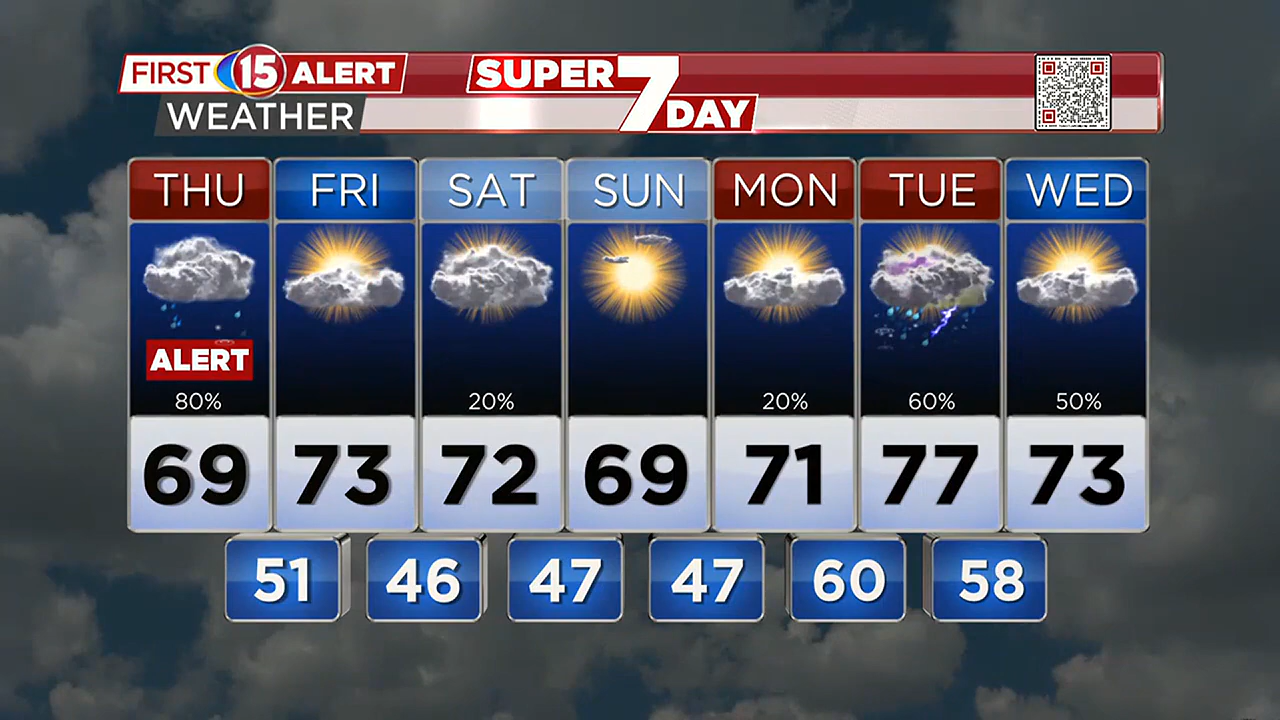 FIRST 15 ALERT
WEATHER
SUPER 7 DAY
THU FRI SAT SUN MON TUE WED
ALERT
80% 20% 20% 60% 50%
69 73 72 69 71 77 73
51 46 47 47 60 58